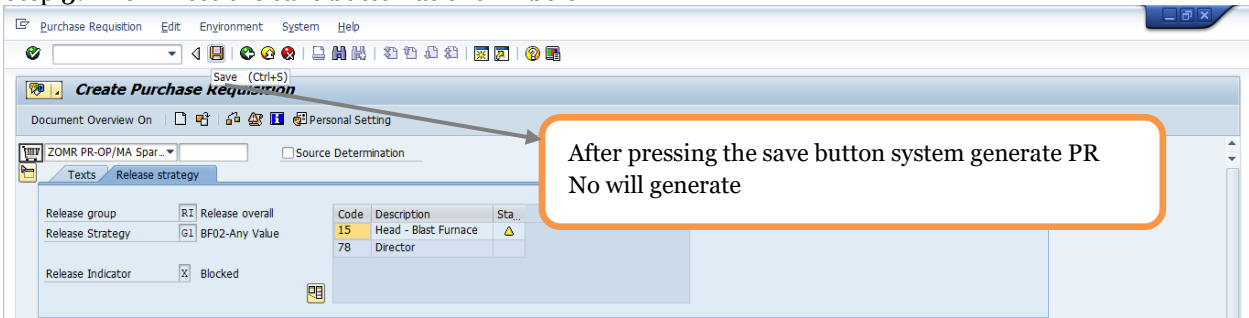 Purchase Requisition Edit Environment System Help
Save (Ctrl+S)
Create Purchase Requisition
Document Overview On Personal Setting
ZOMR PR-OP/MA Spar... Source Determination
Texts Release strategy
Release group RI Release overall
Release Strategy G1 BF02-Any Value
Release Indicator X Blocked
Code Description Sta...
15 Head - Blast Furnace
78 Director
After pressing the save button system generate PR
No will generate